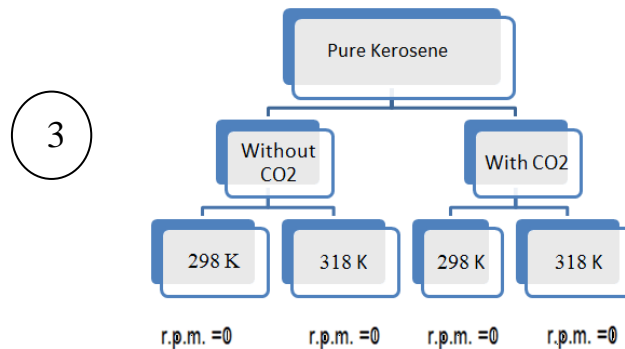 Pure Kerosene
3
Without
CO2
With CO2
298 K
318 K
298 K
318 K
r.p.m. =0
r.p.m. =0
r.p.m. =0
r.p.m. =0